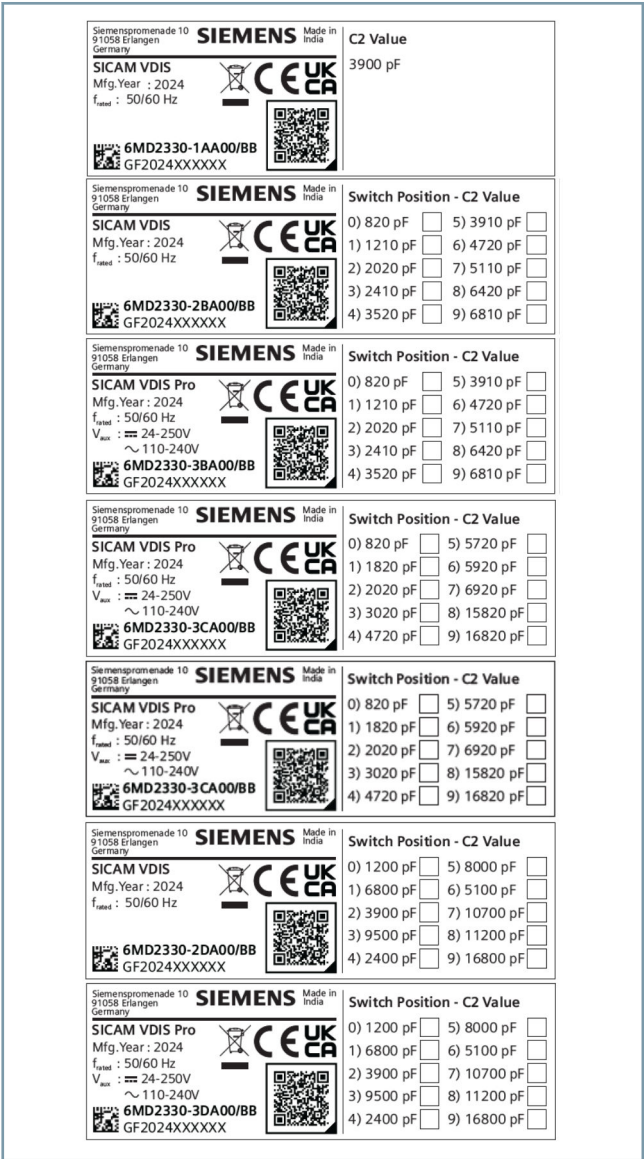 Siemenspromenade 10
91058 Erlangen
Germany
SIEMENS
Made in
India
SICAM VDIS
Mfg.Year : 2024
frated : 50/60 Hz
CE UKCA
6MD2330-1AA00/BB
GF2024XXXXXX
C2 Value
3900 pF
Siemenspromenade 10
91058 Erlangen
Germany
SIEMENS
Made in
India
SICAM VDIS
Mfg.Year : 2024
frated : 50/60 Hz
CE UKCA
6MD2330-2BA00/BB
GF2024XXXXXX
Switch Position - C2 Value
0) 820 pF 5) 3910 pF
1) 1210 pF 6) 4720 pF
2) 2020 pF 7) 5110 pF
3) 2410 pF 8) 6420 pF
4) 3520 pF 9) 6810 pF
Siemenspromenade 10
91058 Erlangen
Germany
SIEMENS
Made in
India
SICAM VDIS Pro
Mfg.Year : 2024
frated : 50/60 Hz
Vaux : 24-250V
~ 110-240V
CE UKCA
6MD2330-3BA00/BB
GF2024XXXXXX
Switch Position - C2 Value
0) 820 pF 5) 3910 pF
1) 1210 pF 6) 4720 pF
2) 2020 pF 7) 5110 pF
3) 2410 pF 8) 6420 pF
4) 3520 pF 9) 6810 pF
Siemenspromenade 10
91058 Erlangen
Germany
SIEMENS
Made in
India
SICAM VDIS Pro
Mfg.Year : 2024
frated : 50/60 Hz
Vaux : 24-250V
~ 110-240V
CE UKCA
6MD2330-3CA00/BB
GF2024XXXXXX
Switch Position - C2 Value
0) 820 pF 5) 5720 pF
1) 1820 pF 6) 5920 pF
2) 2020 pF 7) 6920 pF
3) 3020 pF 8) 15820 pF
4) 4720 pF 9) 16820 pF
Siemenspromenade 10
91058 Erlangen
Germany
SIEMENS
Made in
India
SICAM VDIS Pro
Mfg.Year : 2024
frated : 50/60 Hz
Vaux : 24-250V
~ 110-240V
CE UKCA
6MD2330-3CA00/BB
GF2024XXXXXX
Switch Position - C2 Value
0) 820 pF 5) 5720 pF
1) 1820 pF 6) 5920 pF
2) 2020 pF 7) 6920 pF
3) 3020 pF 8) 15820 pF
4) 4720 pF 9) 16820 pF
Siemenspromenade 10
91058 Erlangen
Germany
SIEMENS
Made in
India
SICAM VDIS
Mfg.Year : 2024
frated : 50/60 Hz
CE UKCA
6MD2330-2DA00/BB
GF2024XXXXXX
Switch Position - C2 Value
0) 1200 pF 5) 8000 pF
1) 6800 pF 6) 5100 pF
2) 3900 pF 7) 10700 pF
3) 9500 pF 8) 11200 pF
4) 2400 pF 9) 16800 pF
Siemenspromenade 10
91058 Erlangen
Germany
SIEMENS
Made in
India
SICAM VDIS Pro
Mfg.Year : 2024
frated : 50/60 Hz
Vaux : 24-250V
~ 110-240V
CE UKCA
6MD2330-3DA00/BB
GF2024XXXXXX
Switch Position - C2 Value
0) 1200 pF 5) 8000 pF
1) 6800 pF 6) 5100 pF
2) 3900 pF 7) 10700 pF
3) 9500 pF 8) 11200 pF
4) 2400 pF 9) 16800 pF